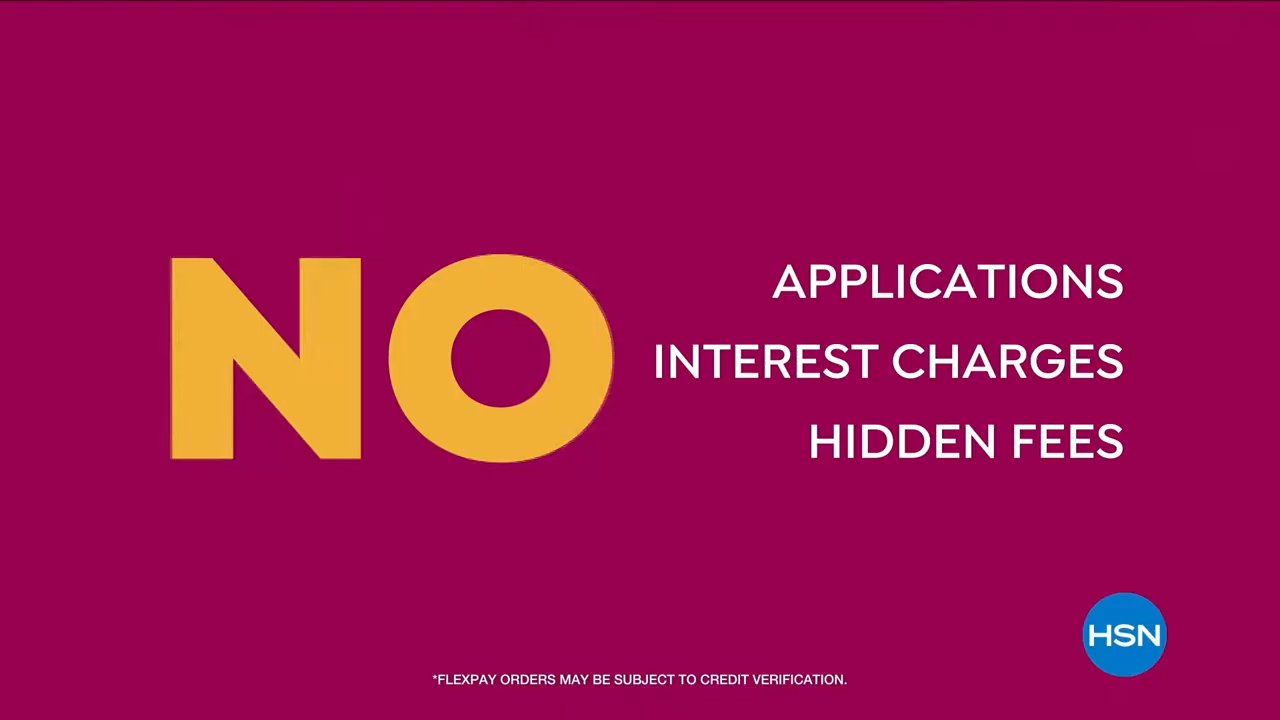 NO
APPLICATIONS
INTEREST CHARGES
HIDDEN FEES
HSN
*FLEXPAY ORDERS MAY BE SUBJECT TO CREDIT VERIFICATION.